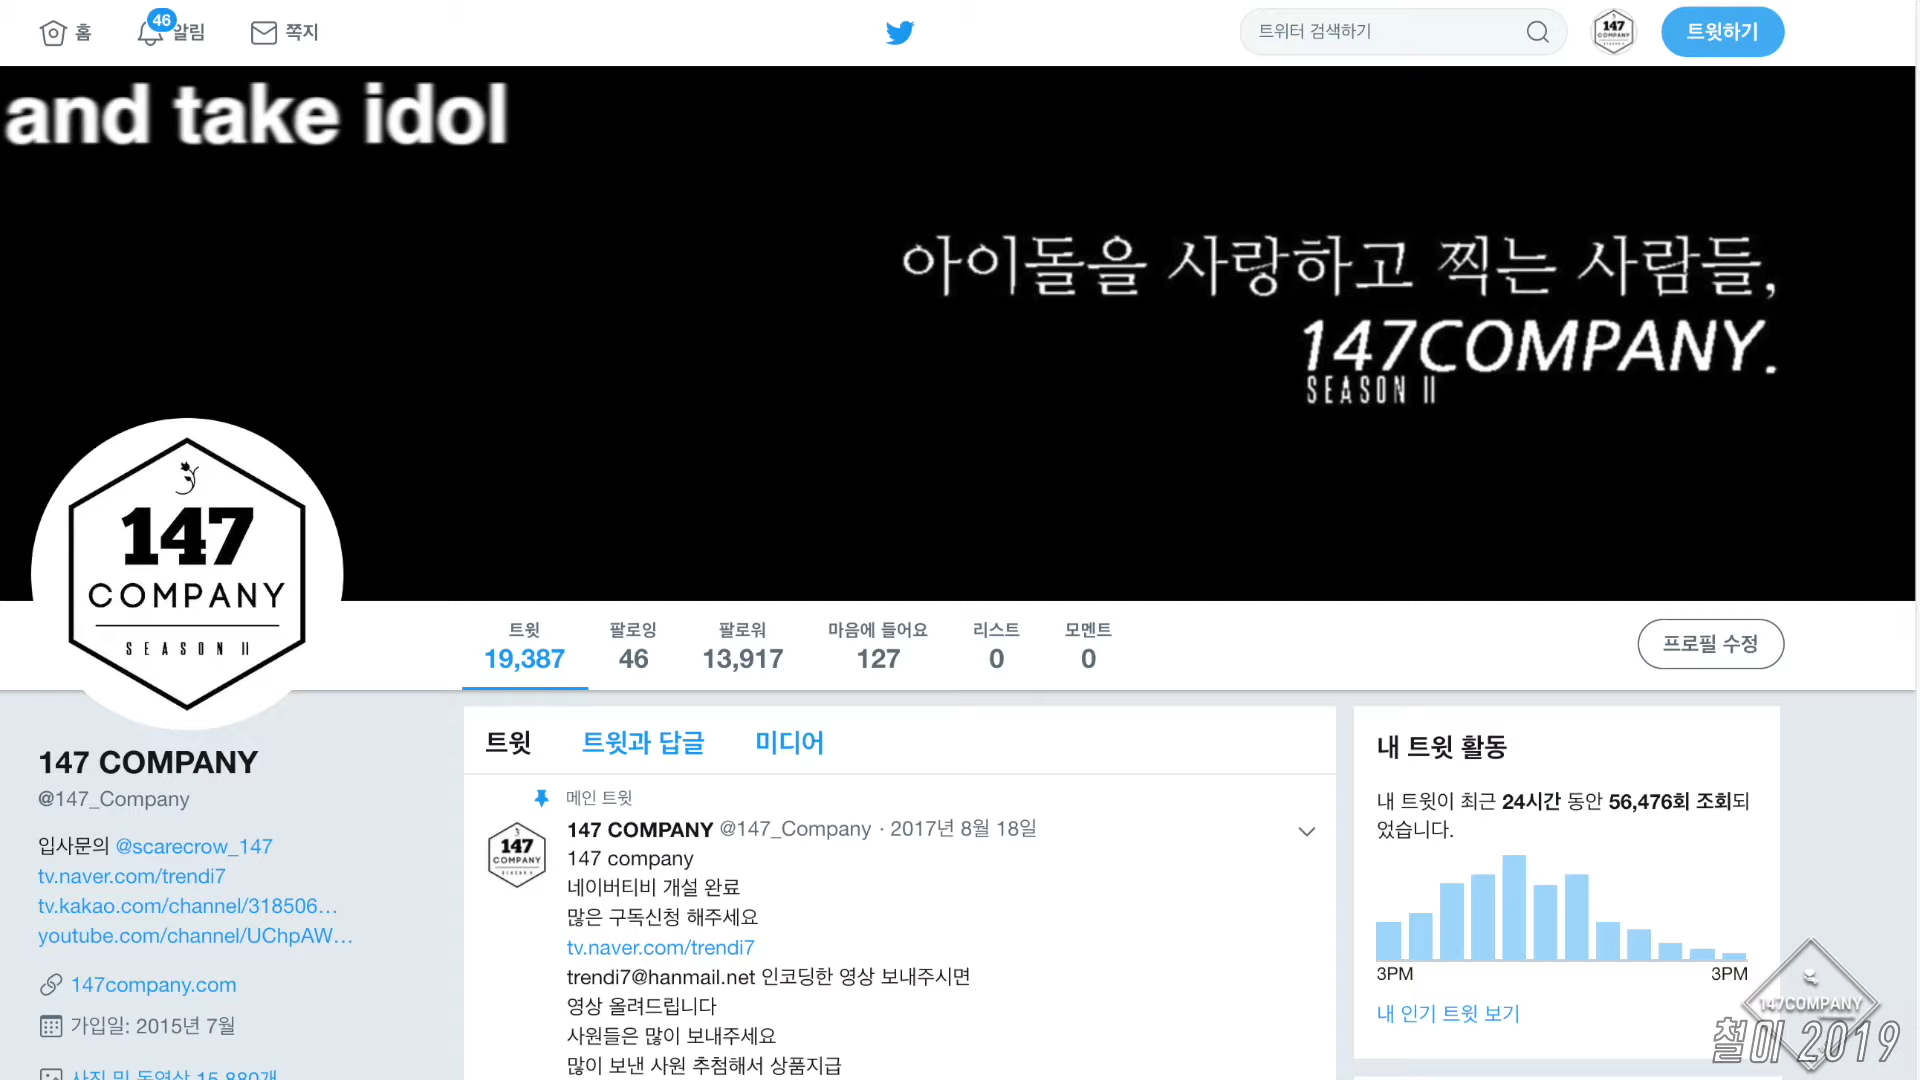 홈
46
알림
쪽지
트위터 검색하기
147
COMPANY
트윗하기
and take idol
아이돌을 사랑하고 찍는 사람들,
147COMPANY.
SEASON II
147
COMPANY
SEASON II
트윗 팔로잉 팔로워 마음에 들어요 리스트 모멘트
19,387 46 13,917 127 0 0
프로필 수정
147 COMPANY
@147_Company
입사문의 @scarecrow_147
tv.naver.com/trendi7
tv.kakao.com/channel/318506…
youtube.com/channel/UChpAW…
147company.com
가입일: 2015년 7월
사진 및 동영상 15,880개
트윗 트윗과 답글 미디어
메인 트윗
147
COMPANY
SEASON II
147 COMPANY @147_Company · 2017년 8월 18일
147 company
네이버티비 개설 완료
많은 구독신청 해주세요
tv.naver.com/trendi7
trendi7@hanmail.net 인코딩한 영상 보내주시면
영상 올려드립니다
사원들은 많이 보내주세요
많이 보낸 사원 추첨해서 상품지급
내 트윗 활동
내 트윗이 최근 24시간 동안 56,476회 조회되
었습니다.
3PM 3PM
내 인기 트윗 보기
147COMPANY
철이 2019